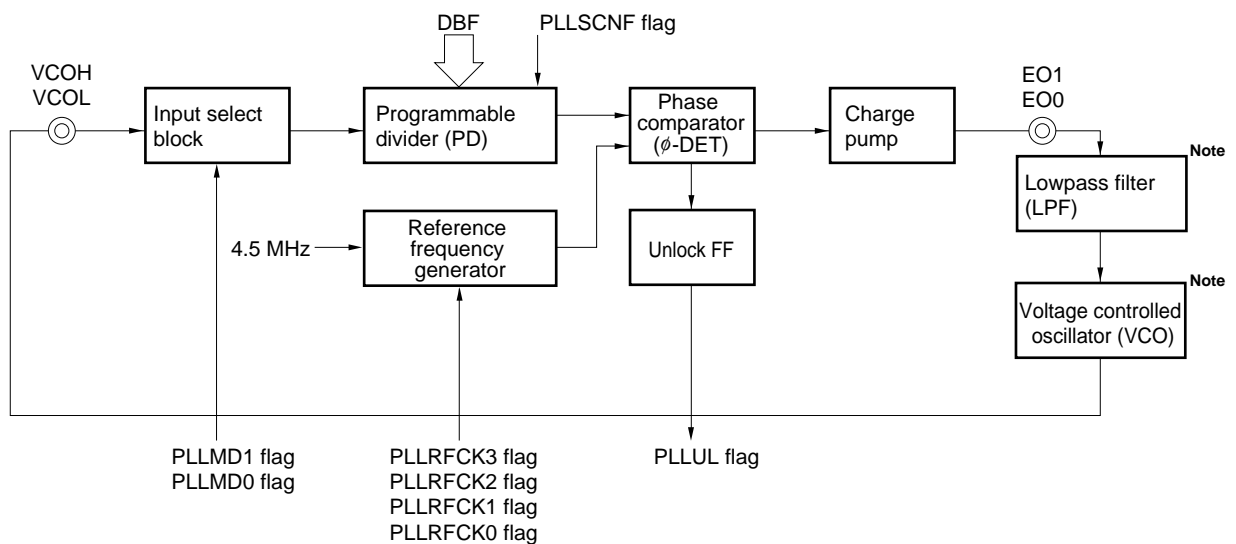 DBF
PLLSCNF flag
VCOH
VCOL
Input select
block
Programmable
divider (PD)
Phase
comparator
(ø-DET)
Charge
pump
EO1
EO0
Note
Lowpass filter
(LPF)
4.5 MHz
Reference
frequency
generator
Unlock FF
Note
Voltage controlled
oscillator (VCO)
PLLMD1 flag
PLLMD0 flag
PLLRFCK3 flag
PLLRFCK2 flag
PLLRFCK1 flag
PLLRFCK0 flag
PLLUL flag